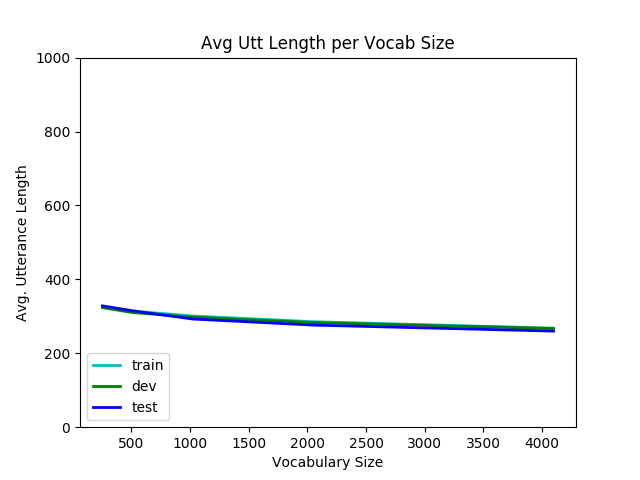 Avg Utt Length per Vocab Size
1000
800
600
400
200
0
Avg. Utterance Length
train
dev
test
500 1000 1500 2000 2500 3000 3500 4000
Vocabulary Size